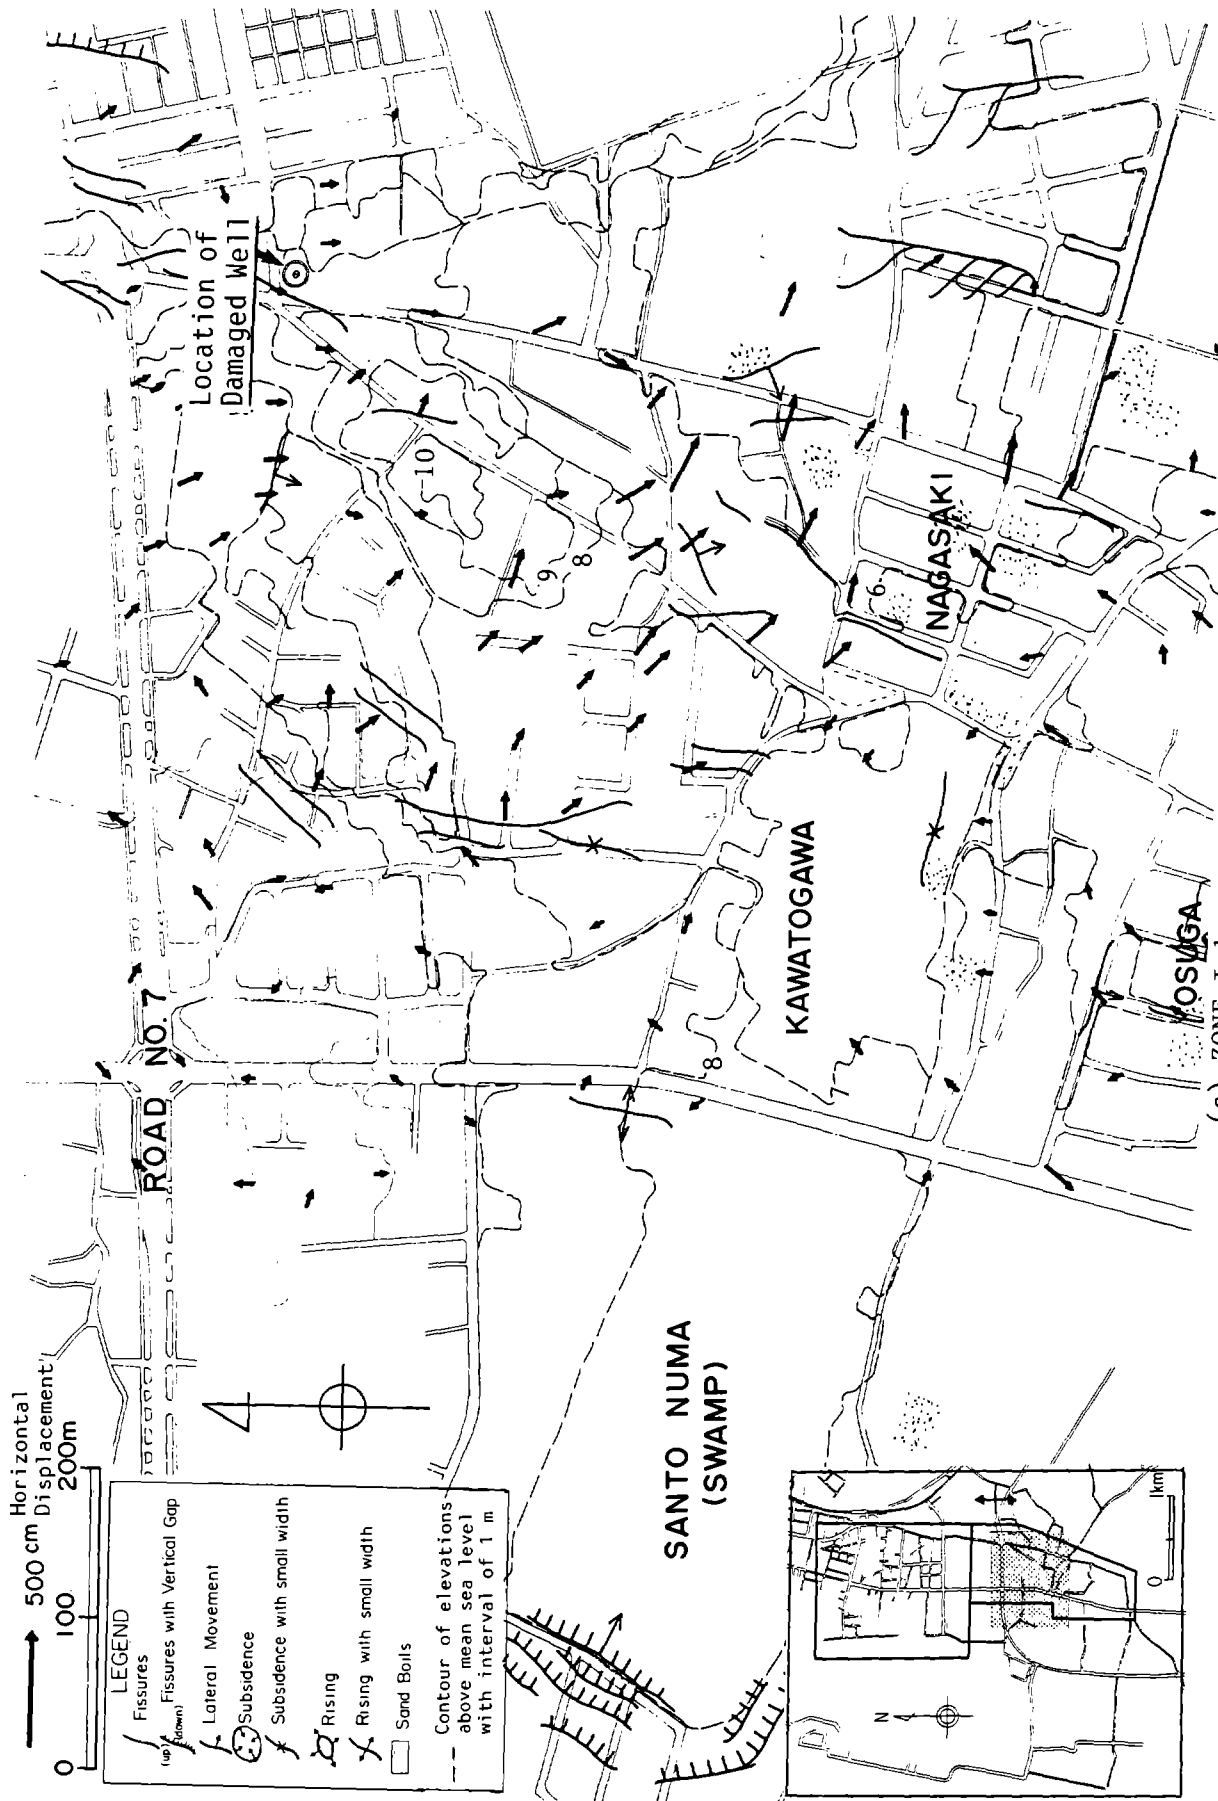 500 cm Horizontal
Displacement
0 100 200m
LEGEND
Fissures
(up) Fissures with Vertical Gap
(down)
Lateral Movement
Subsidence
Subsidence with small width
Rising
Rising with small width
Sand Boils
Contour of elevations
above mean sea level
with interval of 1 m
ROAD NO. 7
Location of
Damaged Well
10
9
8
SANTO NUMA
(SWAMP)
8
7
KAWATOGAWA
6
NAGASAKI
OSUGA
N
0 1km